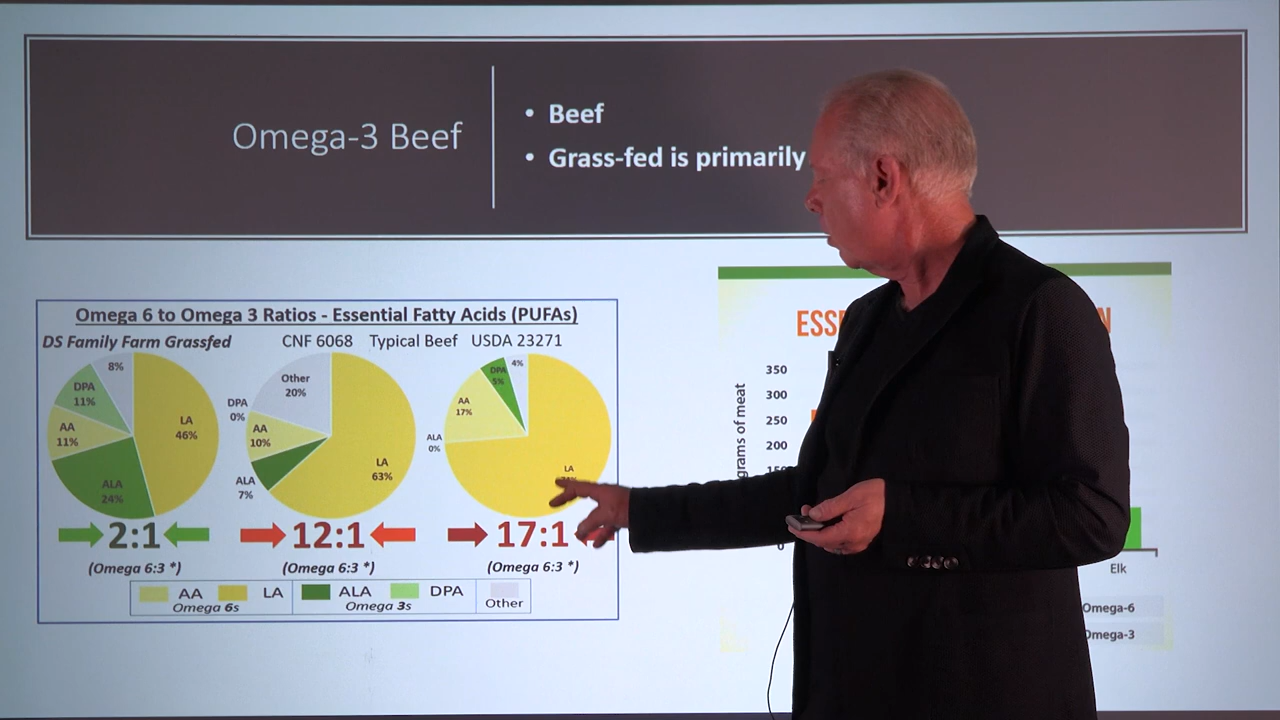 Omega-3 Beef
• Beef
• Grass-fed is primarily
Omega 6 to Omega 3 Ratios - Essential Fatty Acids (PUFAs)
DS Family Farm Grassfed
CNF 6068 Typical Beef USDA 23271
8%
DPA
11%
AA
11%
ALA
24%
LA
46%
Other
20%
DPA
0%
AA
10%
ALA
7%
LA
63%
4%
DPA
5%
AA
17%
ALA
0%
LA
2:1
12:1
17:1
(Omega 6:3 *)
(Omega 6:3 *)
(Omega 6:3 *)
AA LA ALA DPA
Omega 6s Omega 3s Other
350
300
250
200
grams of meat
Elk
Omega-6
Omega-3